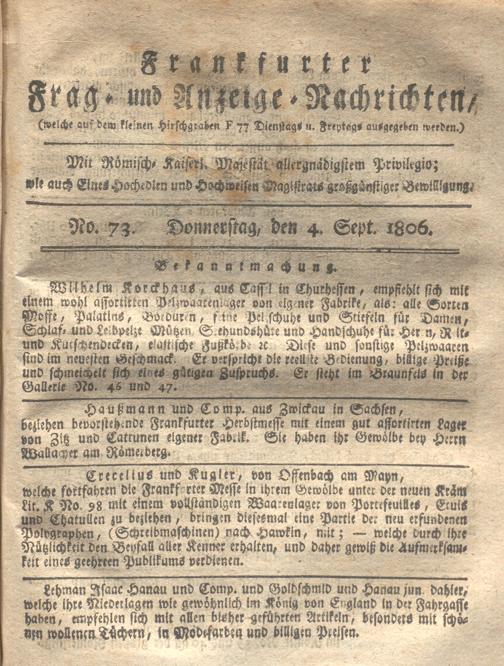 Frankfurter
Frag- und Anzeige-Nachrichten,
(welche auf dem kleinen Hirschgraben F 77 Dienstags u. Freytags ausgegeben werden.)
Mit Römisch. Kaiserl. Majestät allergnädigstem Privilegio;
wie auch Eines Hochedlen und Hochweisen Magistrats großgünstiger Bewilligung.
No. 73. Donnerstag, den 4. Sept. 1806.
Bekanntmachung.
Wilhelm Korckhaus, aus Cassel in Churhessen, empfiehlt sich mit
einem wohl assortirten Pelzwaarenlager von eigener Fabrike, als: alle Sorten
Moffe, Palatins, Borduren, feine Pelschuhe und Stiefeln für Damen,
Schlaf- und Leibpelze Mützen, Seehundshüte und Handschuhe für Herrn, Reit-
und Kutschendecken, elastische Fußkörbe ꝛc Diese und sonstige Pelzwaaren
sind im neuesten Geschmack. Er verspricht die reellste Bedienung, billige Preiße
und schmeichelt sich eines gütigen Zuspruchs. Er steht im Braunfels in der
Gallerie No. 46 und 47.
Haußmann und Comp. aus Zwickau in Sachsen,
beziehen bevorstehende Frankfurter Herbstmesse mit einem gut assortirten Lager
von Zitz und Cattunen eigener Fabrik. Sie haben ihr Gewölbe bey Herrn
Wallacher am Römerberg.
Crecelius und Kugler, von Offenbach am Mayn,
welche fortfahren die Frankfurter Messe in ihrem Gewölbe unter der neuen Kräm
Lit. K No. 98 mit einem vollständigen Waarenlager von Portefeuilles, Etuis
und Chatullen zu beziehen, bringen diesesmal eine Partie der neu erfundenen
Polygraphen, (Schreibmaschinen) nach Hawkin, mit; — welche durch ihre
Nützlichkeit den Beyfall aller Kenner erhalten, und daher gewiß die Aufmerksam-
keit eines geehrten Publikums verdienen.
Lehman Isaac Hanau und Comp. und Goldschmid und Hanau jun. dahier,
welche ihre Niederlagen wie gewöhnlich im König von England in der Fahrgasse
haben, empfehlen sich mit allen bisher geführten Artikeln, besonders mit schö-
nen wollenen Tüchern, in Modefarben und billigen Preisen.